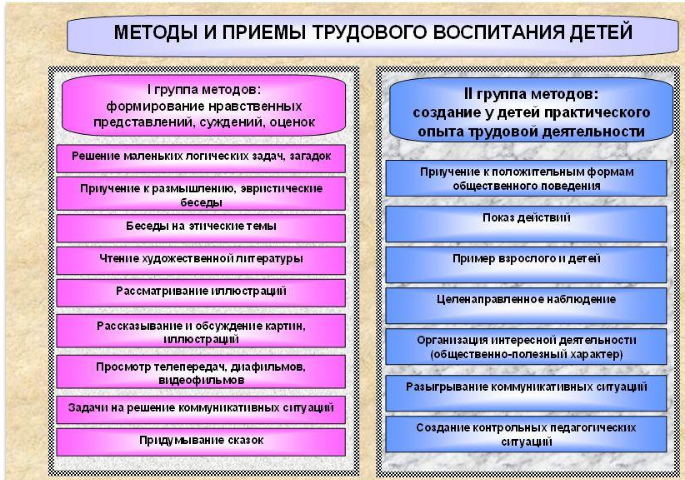 МЕТОДЫ И ПРИЕМЫ ТРУДОВОГО ВОСПИТАНИЯ ДЕТЕЙ
I группа методов:
формирование нравственных
представлений, суждений, оценок
Решение маленьких логических задач, загадок
Приучение к размышлению, эвристические
беседы
Беседы на этические темы
Чтение художественной литературы
Рассматривание иллюстраций
Рассказывание и обсуждение картин,
иллюстраций
Просмотр телепередач, диафильмов,
видеофильмов
Задачи на решение коммуникативных ситуаций
Придумывание сказок
II группа методов:
создание у детей практического
опыта трудовой деятельности
Приучение к положительным формам
общественного поведения
Показ действий
Пример взрослого и детей
Целенаправленное наблюдение
Организация интересной деятельности
(общественно-полезный характер)
Разыгрывание коммуникативных ситуаций
Создание контрольных педагогических
ситуаций